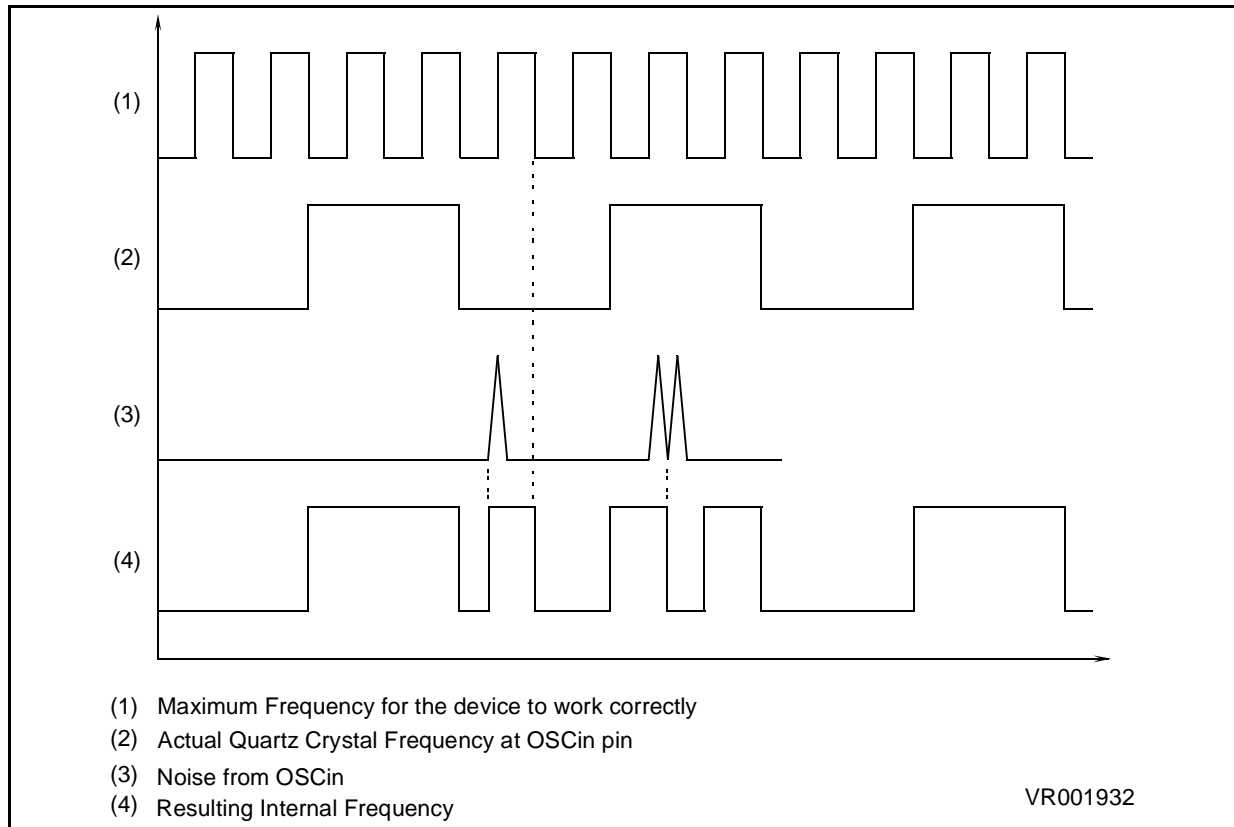 (1)
(2)
(3)
(4)
(1) Maximum Frequency for the device to work correctly
(2) Actual Quartz Crystal Frequency at OSCin pin
(3) Noise from OSCin
(4) Resulting Internal Frequency
VR001932